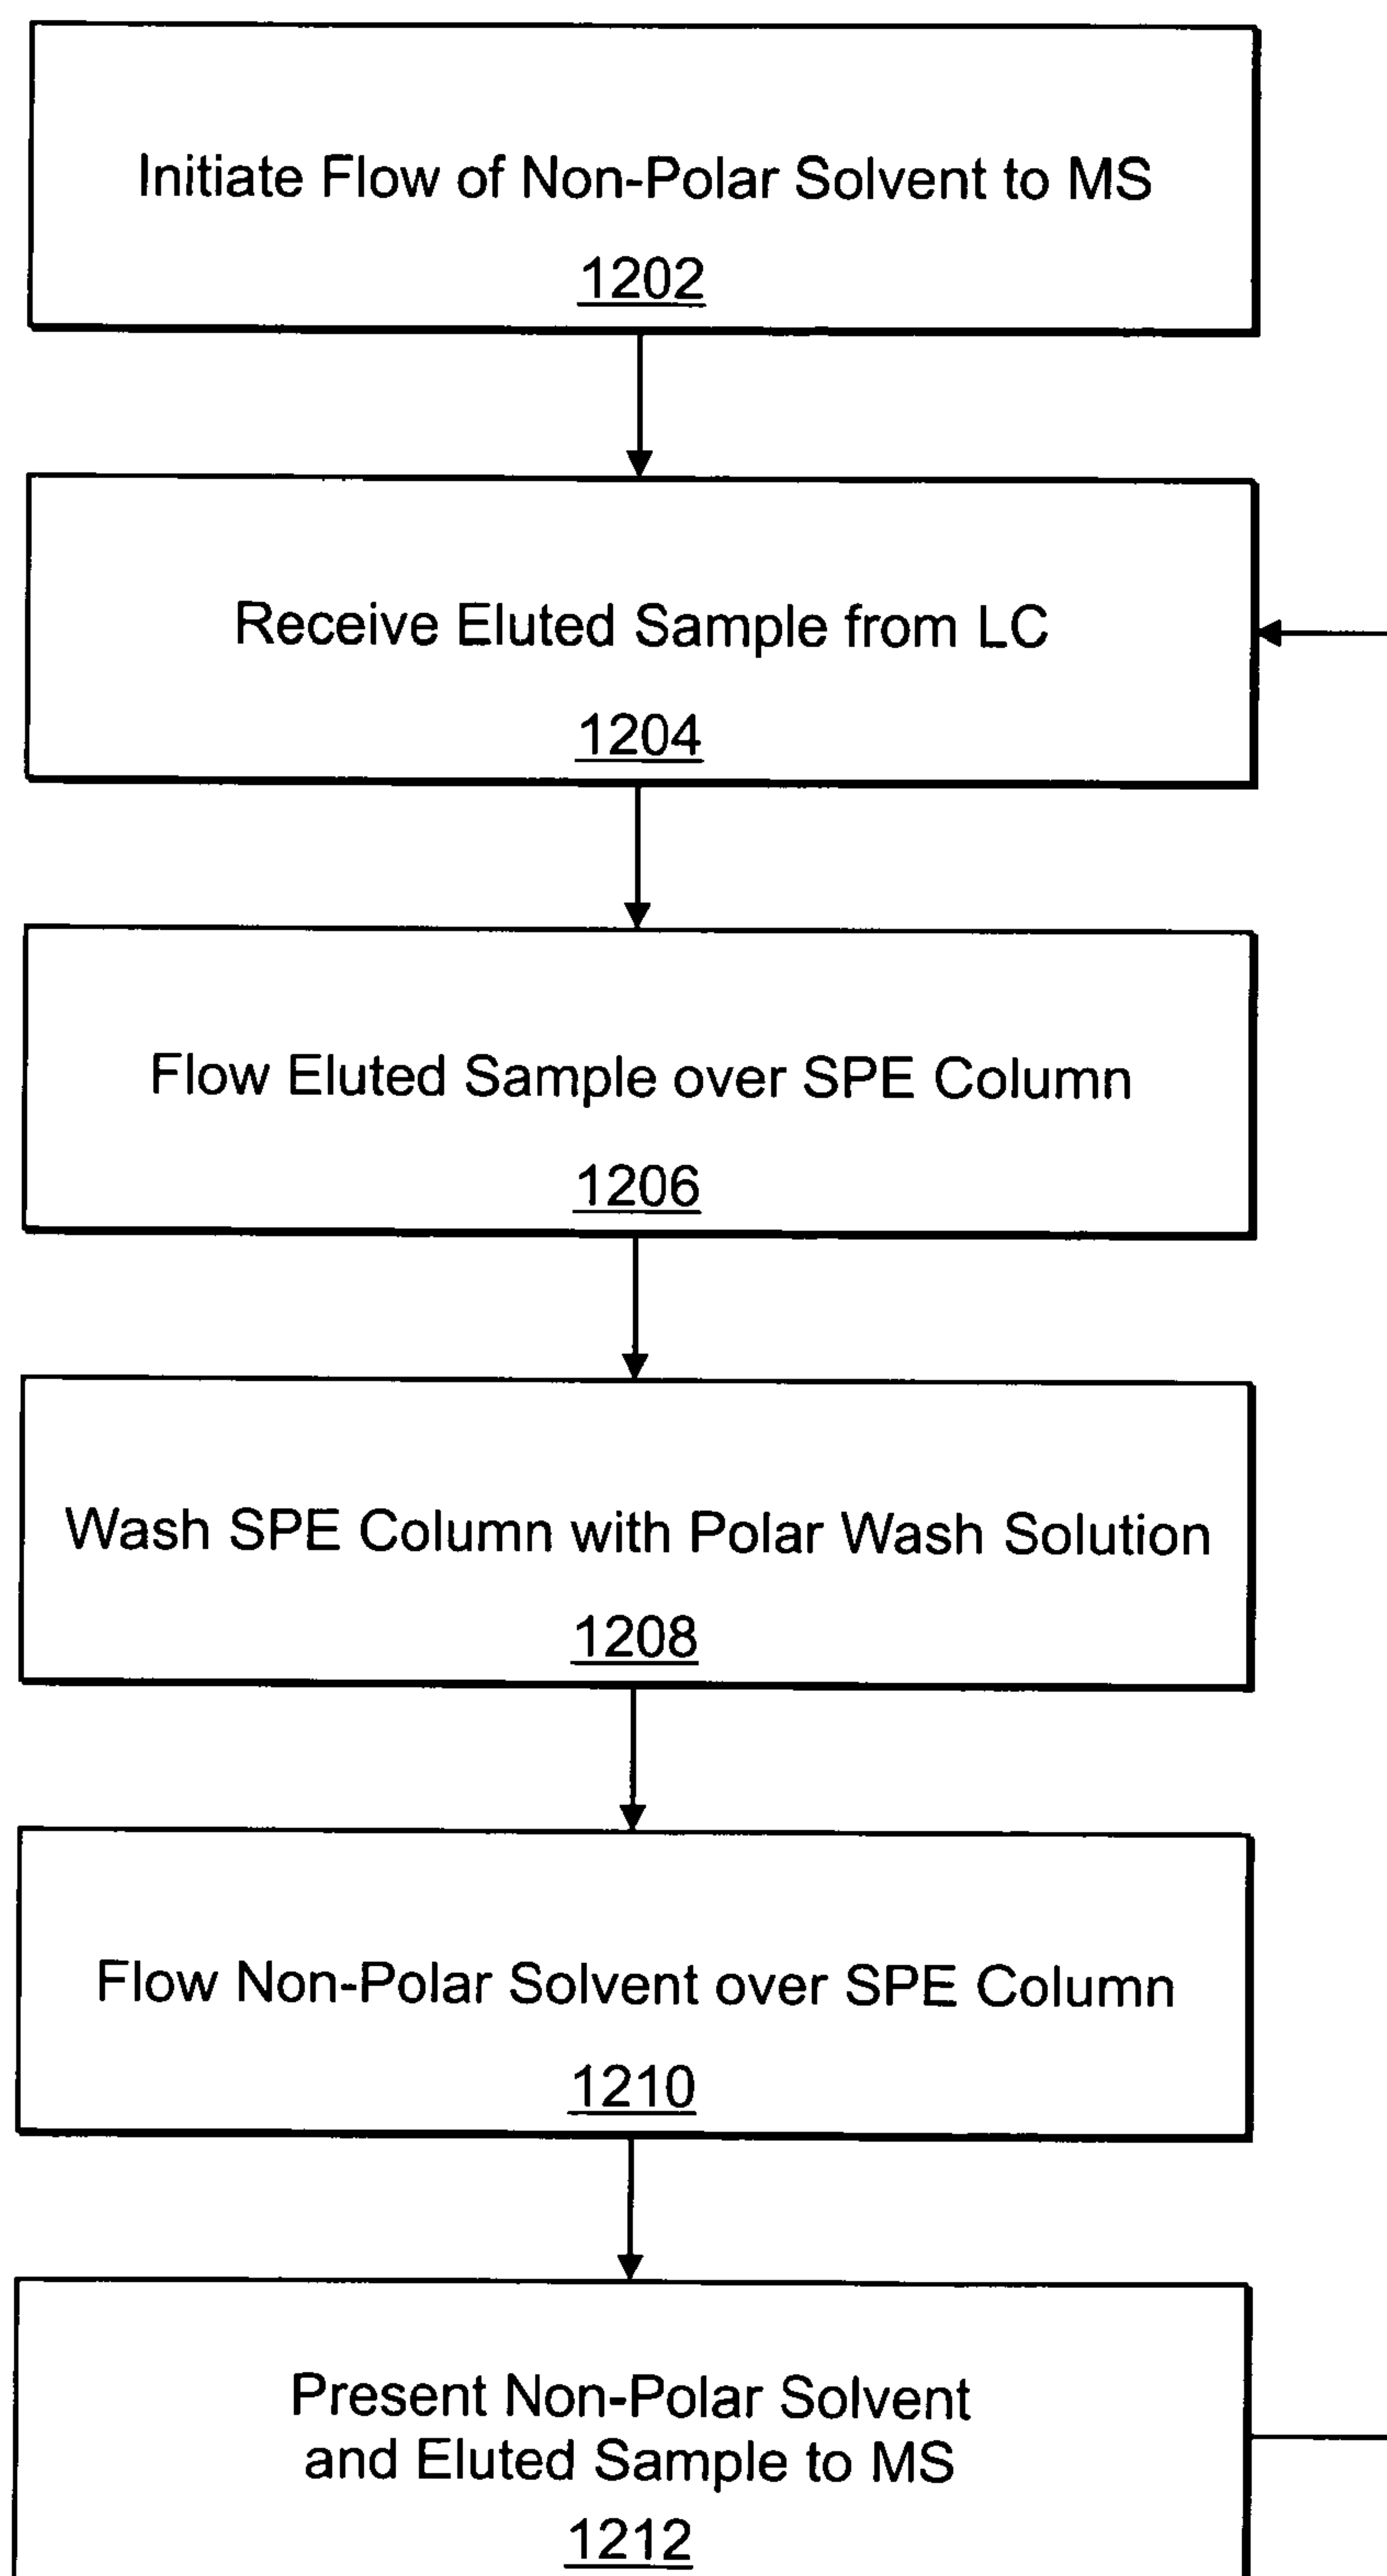 Initiate Flow of Non-Polar Solvent to MS
1202
Receive Eluted Sample from LC
1204
Flow Eluted Sample over SPE Column
1206
Wash SPE Column with Polar Wash Solution
1208
Flow Non-Polar Solvent over SPE Column
1210
Present Non-Polar Solvent
and Eluted Sample to MS
1212